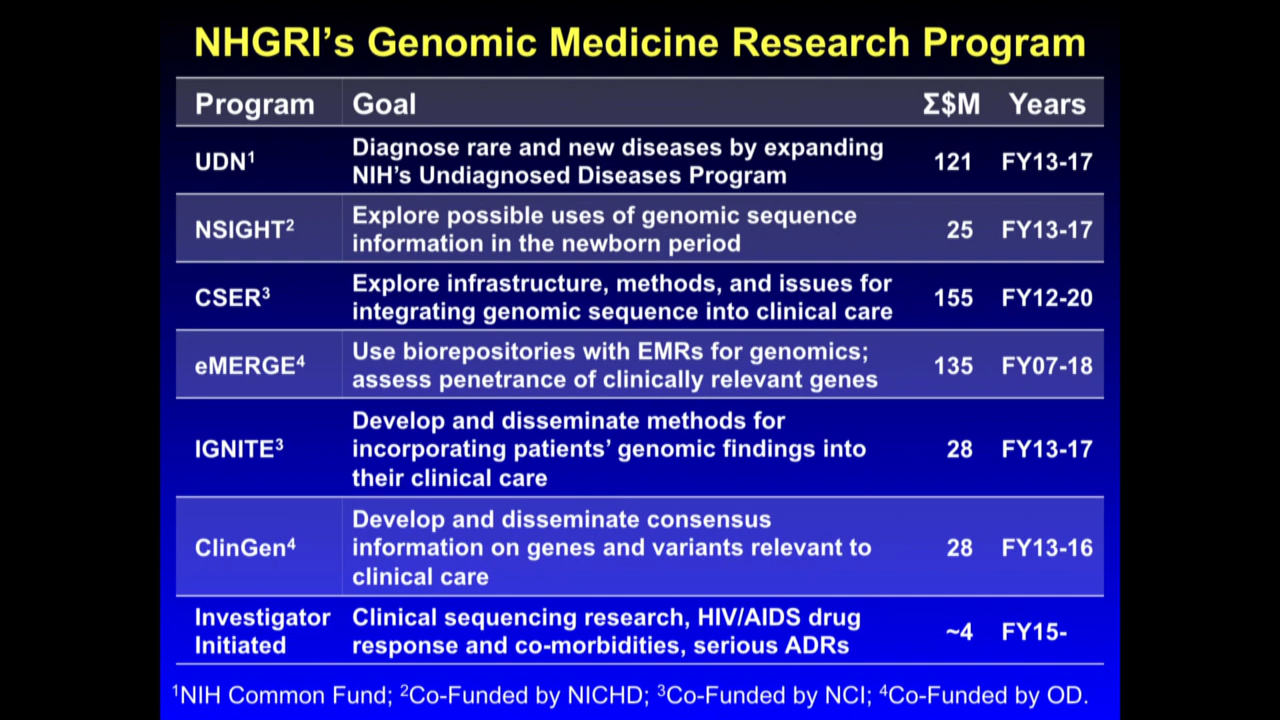 NHGRI's Genomic Medicine Research Program
Program Goal Σ$M Years
UDN¹ Diagnose rare and new diseases by expanding
NIH's Undiagnosed Diseases Program 121 FY13-17
NSIGHT² Explore possible uses of genomic sequence
information in the newborn period 25 FY13-17
CSER³ Explore infrastructure, methods, and issues for
integrating genomic sequence into clinical care 155 FY12-20
eMERGE⁴ Use biorepositories with EMRs for genomics;
assess penetrance of clinically relevant genes 135 FY07-18
IGNITE³ Develop and disseminate methods for
incorporating patients' genomic findings into
their clinical care 28 FY13-17
ClinGen⁴ Develop and disseminate consensus
information on genes and variants relevant to
clinical care 28 FY13-16
Investigator Clinical sequencing research, HIV/AIDS drug
Initiated response and co-morbidities, serious ADRs ~4 FY15-
¹NIH Common Fund; ²Co-Funded by NICHD; ³Co-Funded by NCI; ⁴Co-Funded by OD.